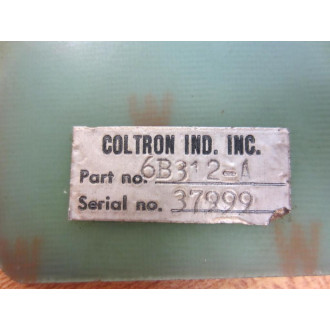 COLTRON IND. INC.
Part no. 6B312-A
Serial no. 37999